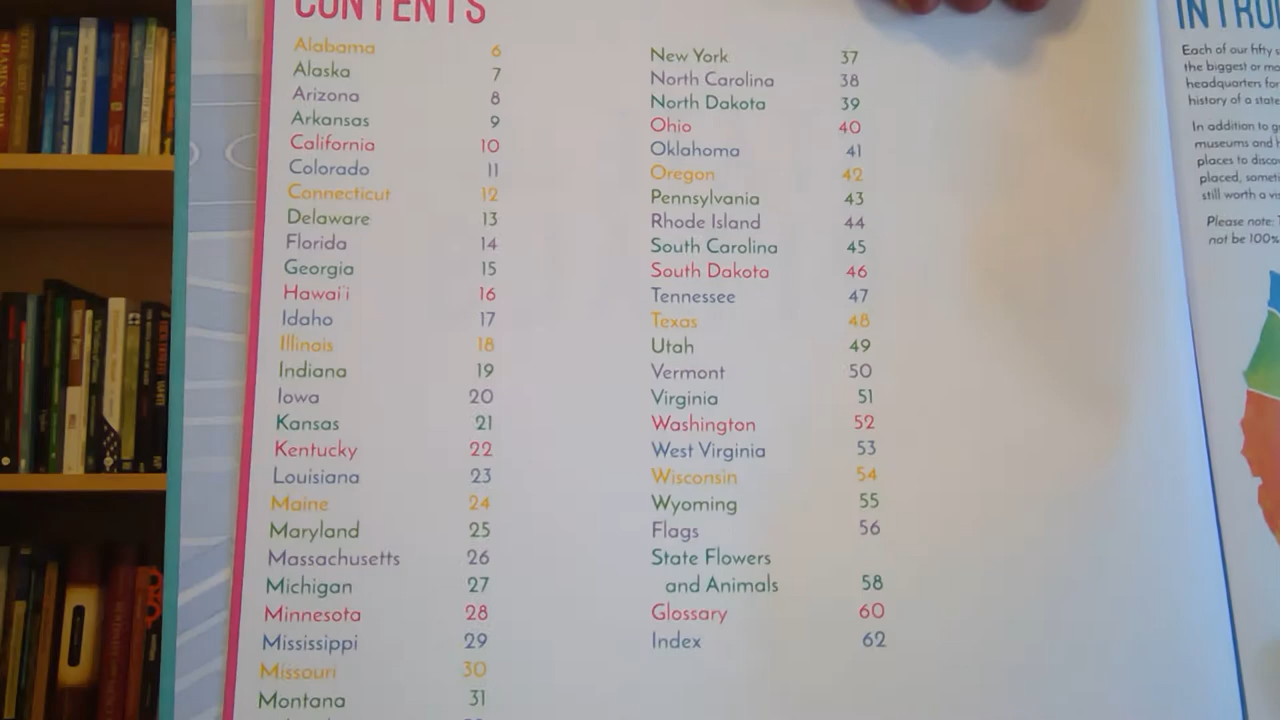 CONTENTS
Alabama 6
Alaska 7
Arizona 8
Arkansas 9
California 10
Colorado 11
Connecticut 12
Delaware 13
Florida 14
Georgia 15
Hawai'i 16
Idaho 17
Illinois 18
Indiana 19
Iowa 20
Kansas 21
Kentucky 22
Louisiana 23
Maine 24
Maryland 25
Massachusetts 26
Michigan 27
Minnesota 28
Mississippi 29
Missouri 30
Montana 31
New York 37
North Carolina 38
North Dakota 39
Ohio 40
Oklahoma 41
Oregon 42
Pennsylvania 43
Rhode Island 44
South Carolina 45
South Dakota 46
Tennessee 47
Texas 48
Utah 49
Vermont 50
Virginia 51
Washington 52
West Virginia 53
Wisconsin 54
Wyoming 55
Flags 56
State Flowers
and Animals 58
Glossary 60
Index 62
INTRO
Each of our fifty s
the biggest or mo
headquarters for
history of a state
In addition to g
museums and h
places to disco
placed, someti
still worth a vi
Please note: T
not be 100%